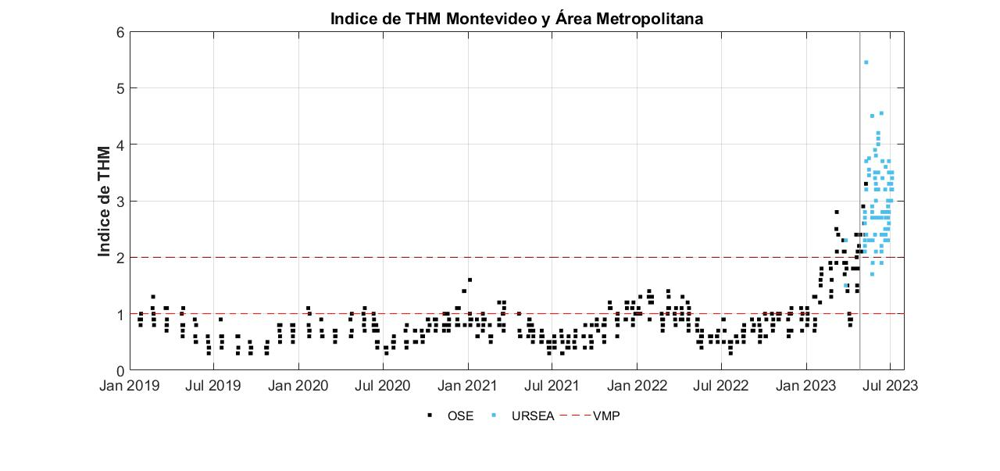 Indice de THM Montevideo y Área Metropolitana
Indice de THM
6
5
4
3
2
1
0
Jan 2019 Jul 2019 Jan 2020 Jul 2020 Jan 2021 Jul 2021 Jan 2022 Jul 2022 Jan 2023 Jul 2023
OSE URSEA VMP